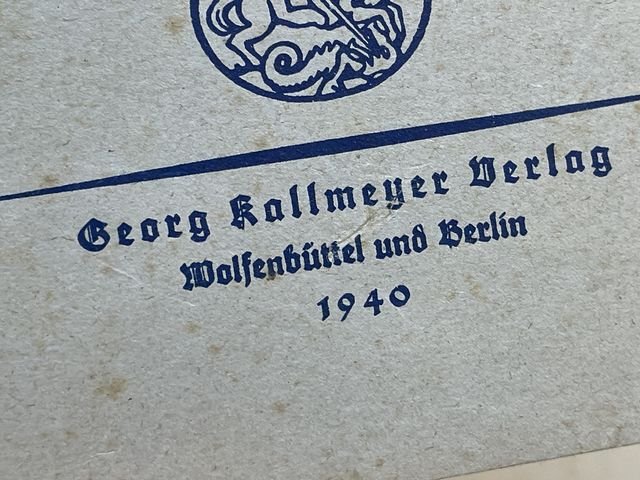 Georg Kallmeyer Verlag
Wolfenbüttel und Berlin
1940